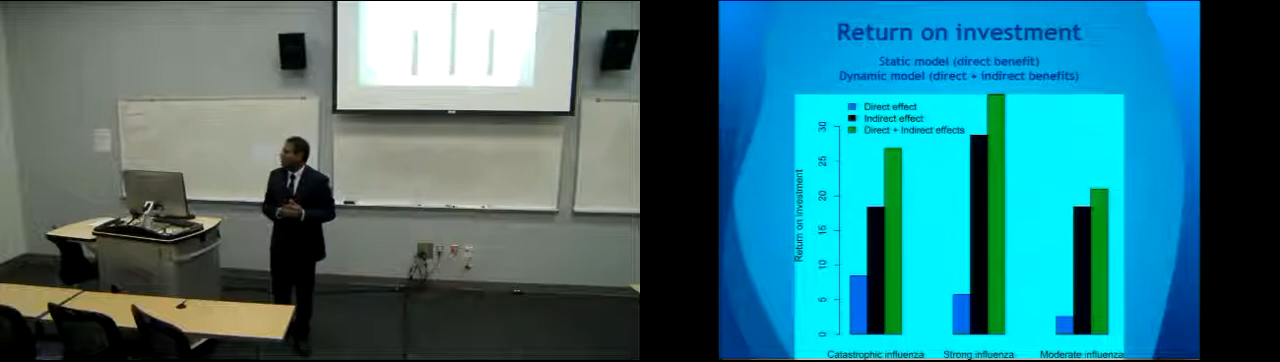 Return on investment
Static model (direct benefit)
Dynamic model (direct + indirect benefits)
Direct effect
Indirect effect
Direct + Indirect effects
Return on investment
30
25
20
15
10
5
0
Catastrophic influenza
Strong influenza
Moderate influenza